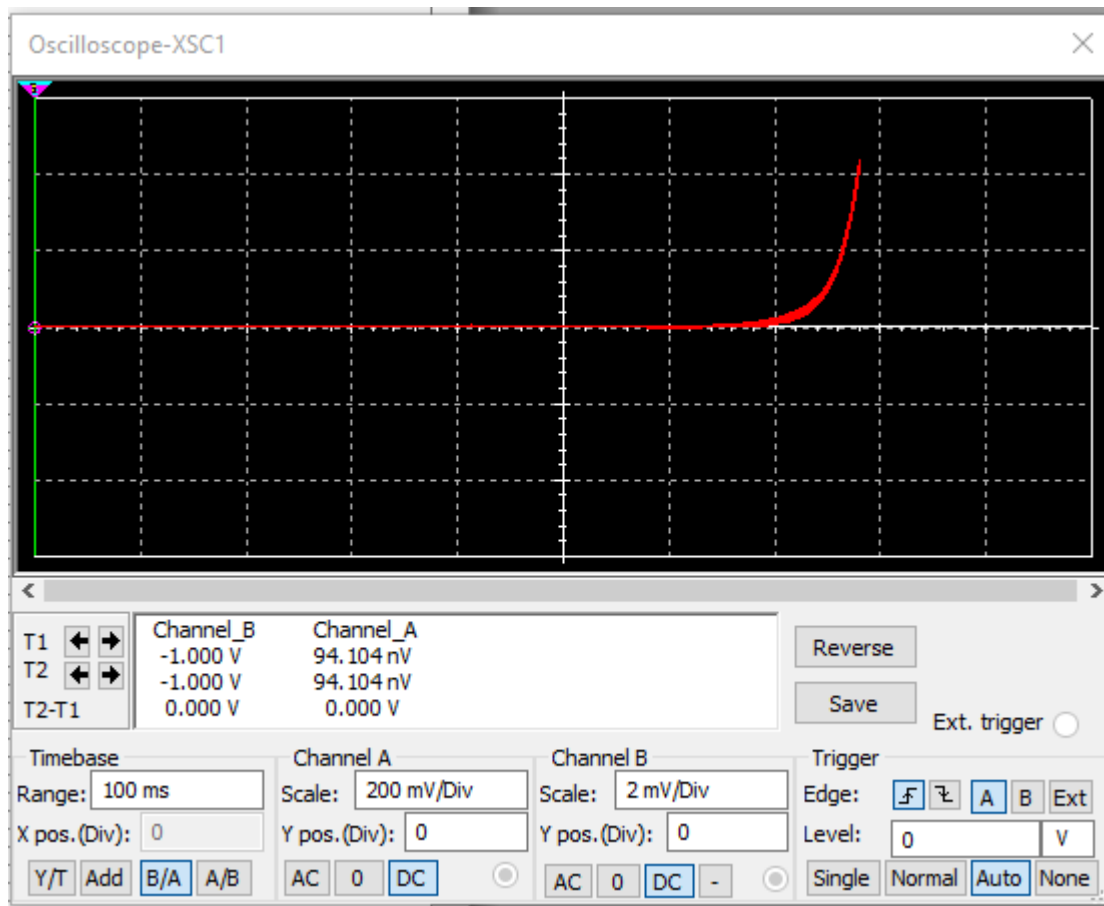 Oscilloscope-XSC1
Channel_B Channel_A
T1 -1.000 V 94.104 nV
T2 -1.000 V 94.104 nV
T2-T1 0.000 V 0.000 V
Reverse
Save
Ext. trigger
Timebase
Range: 100 ms
X pos.(Div): 0
Y/T Add B/A A/B
Channel A
Scale: 200 mV/Div
Y pos.(Div): 0
AC 0 DC
Channel B
Scale: 2 mV/Div
Y pos.(Div): 0
AC 0 DC -
Trigger
Edge: A B Ext
Level: 0 V
Single Normal Auto None